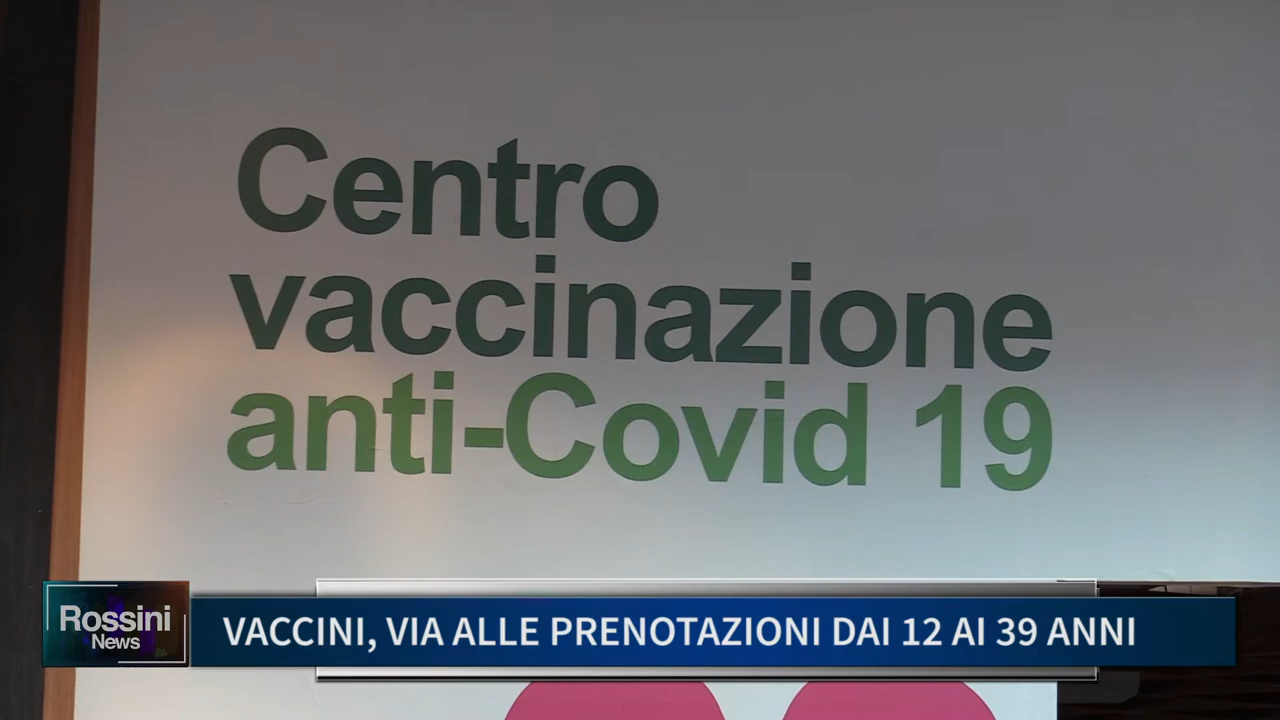 Centro
vaccinazione
anti-Covid 19
Rossini
News
VACCINI, VIA ALLE PRENOTAZIONI DAI 12 AI 39 ANNI